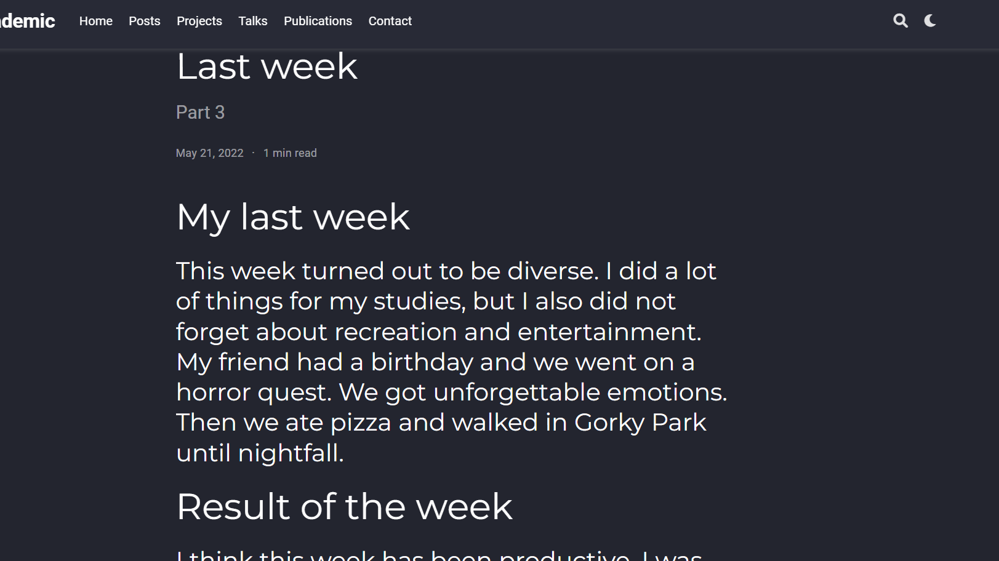 ademic Home Posts Projects Talks Publications Contact
Last week
Part 3
May 21, 2022 · 1 min read
My last week
This week turned out to be diverse. I did a lot
of things for my studies, but I also did not
forget about recreation and entertainment.
My friend had a birthday and we went on a
horror quest. We got unforgettable emotions.
Then we ate pizza and walked in Gorky Park
until nightfall.
Result of the week
I think this week has been productive. I was